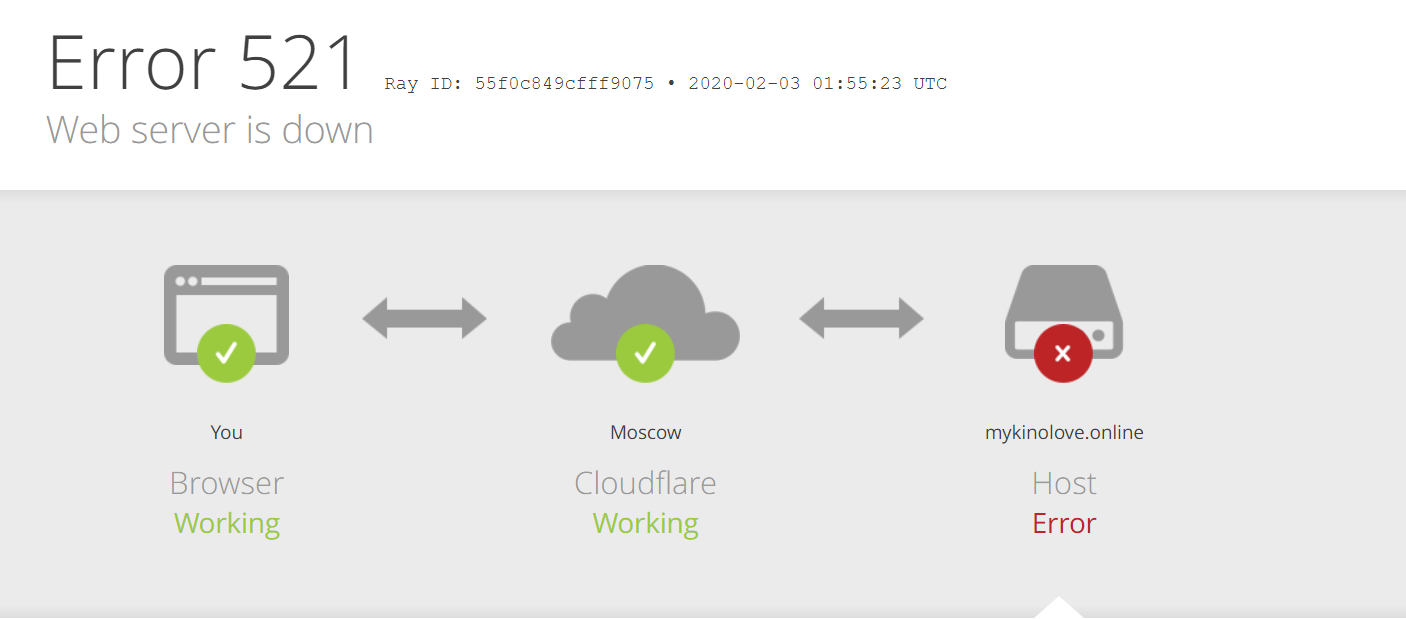 Error 521 Ray ID: 55f0c849cfff9075 • 2020-02-03 01:55:23 UTC
Web server is down
You
Browser
Working
Moscow
Cloudflare
Working
mykinolove.online
Host
Error